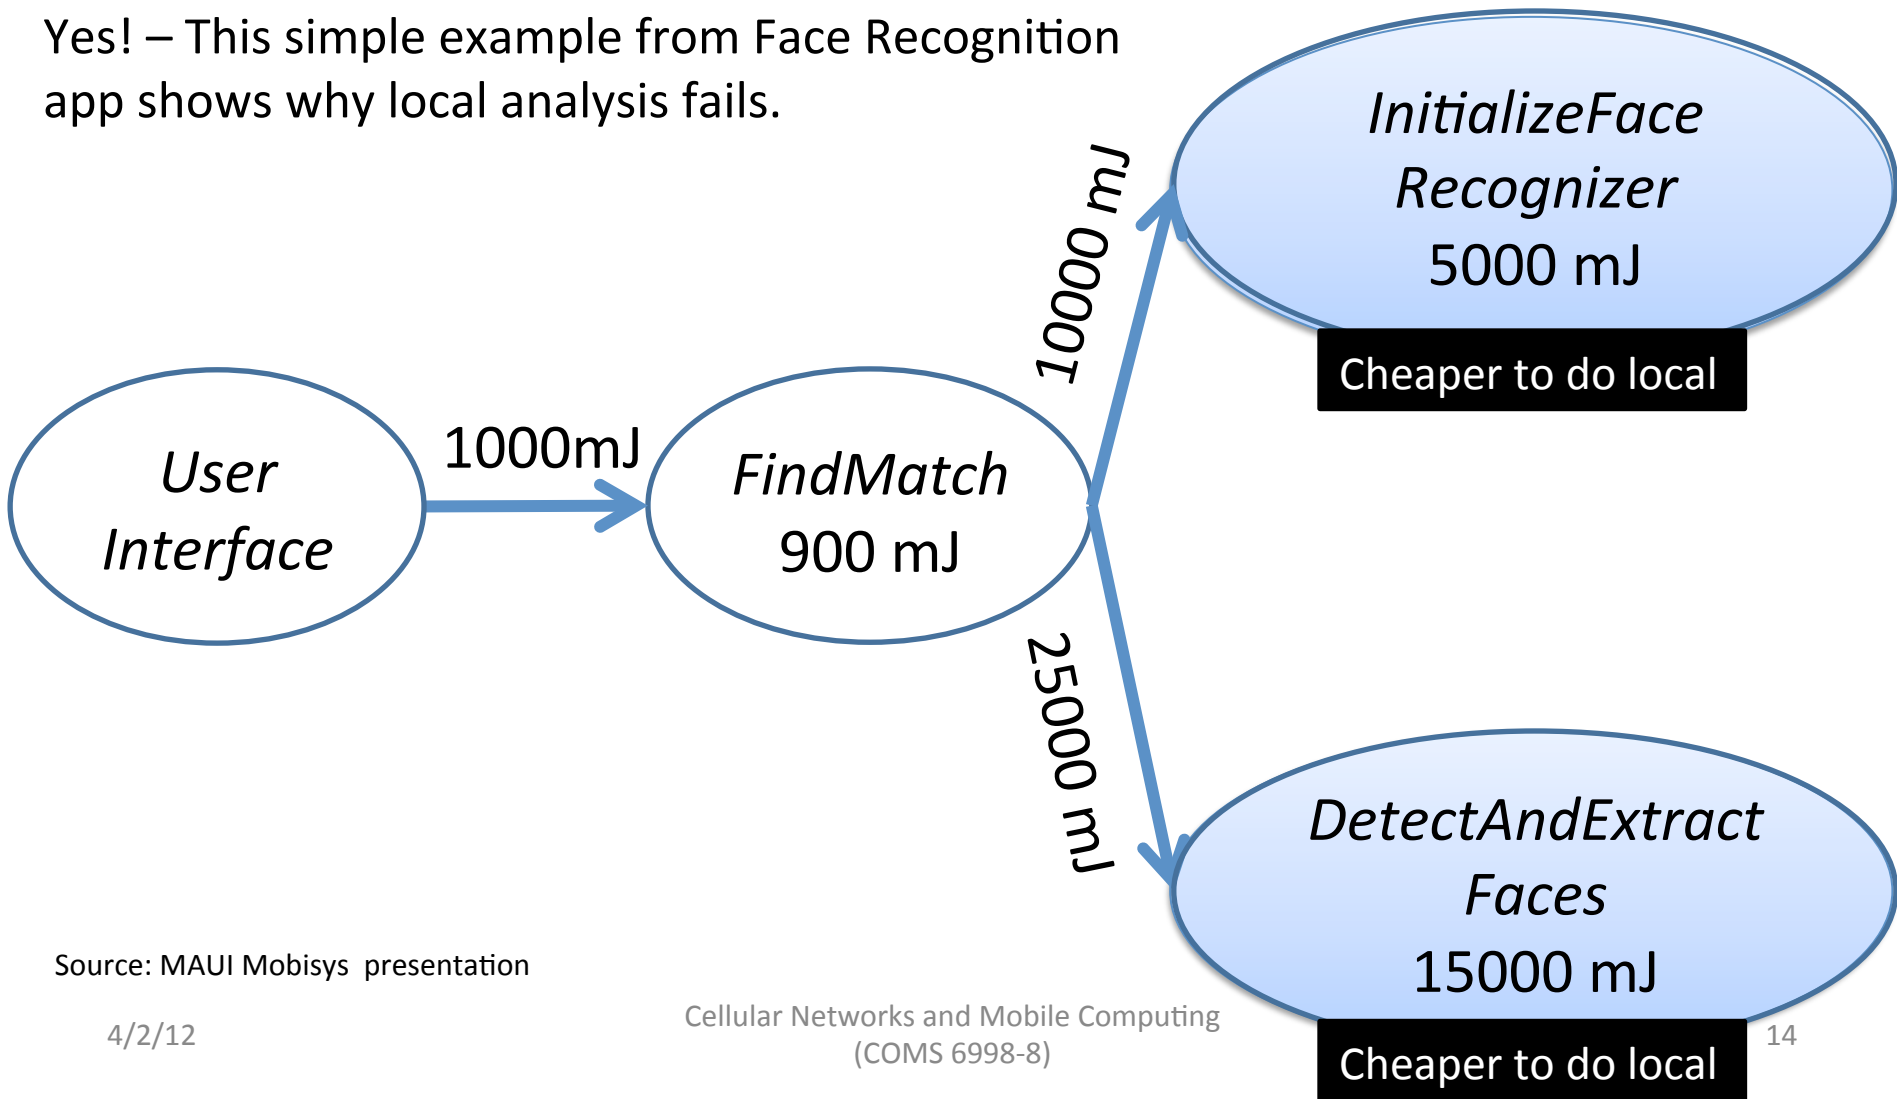 Yes! – This simple example from Face Recognition
app shows why local analysis fails.
InitializeFace
Recognizer
5000 mJ
Cheaper to do local
10000 mJ
User
Interface
1000mJ
FindMatch
900 mJ
25000 mJ
DetectAndExtract
Faces
15000 mJ
Cheaper to do local
Source: MAUI Mobisys  presentation
4/2/12
Cellular Networks and Mobile Computing
(COMS 6998-8)
14